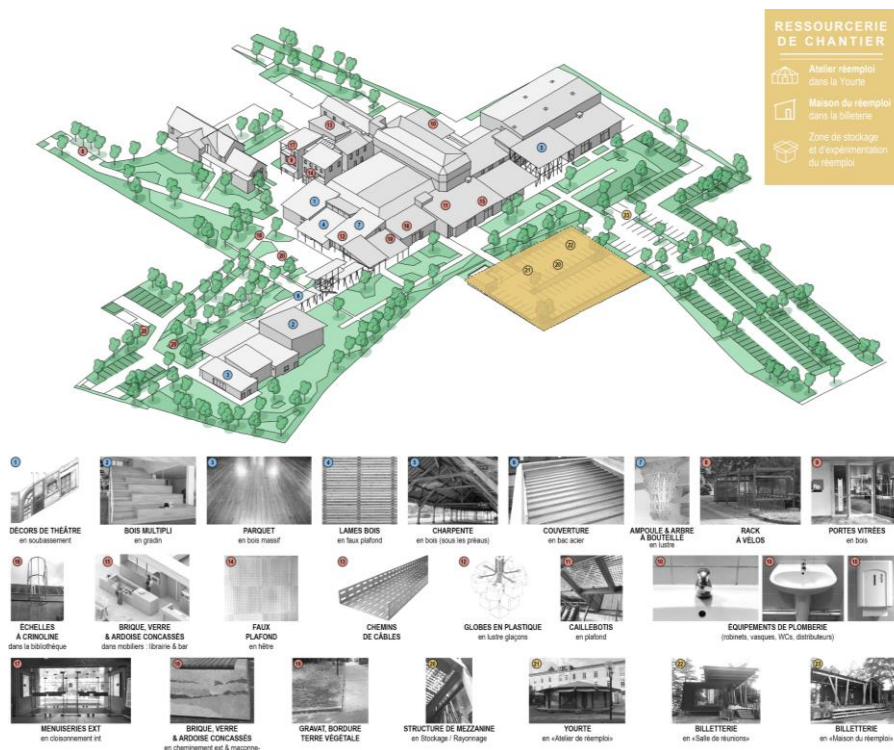 RESSOURCERIE
DE CHANTIER
Atelier réemploi
dans la Yourte
Maison du réemploi
dans la billeterie
Zone de stockage
et d'expérimentation
du réemploi
DÉCORS DE THÉÂTRE
en soubassement
BOIS MULTIPLI
en gradin
PARQUET
en bois massif
LAMES BOIS
en faux plafond
CHARPENTE
en bois (sous les préaus)
COUVERTURE
en bac acier
AMPOULE & ARBRE
À BOUTEILLE
en lustre
RACK
À VÉLOS
PORTES VITRÉES
en bois
ÉCHELLES
À CRINOLINE
dans la bibliothèque
BRIQUE, VERRE
& ARDOISE CONCASSÉS
dans mobiliers : librairie & bar
FAUX
PLAFOND
en hêtre
CHEMINS
DE CÂBLES
GLOBES EN PLASTIQUE
en lustre glaçons
CAILLEBOTIS
en plafond
ÉQUIPEMENTS DE PLOMBERIE
(robinets, vasques, WCs, distributeurs)
MENUISERIES EXT
en cloisonnement int.
BRIQUE, VERRE
& ARDOISE CONCASSÉS
en cheminement ext & maçonne-
GRAVAT, BORDURE
TERRE VÉGÉTALE
STRUCTURE DE MEZZANINE
en Stockage / Rayonnage
YOURTE
en «Atelier de réemploi»
BILLETTERIE
en «Salle de réunions»
BILLETTERIE
en «Maison du réemploi»